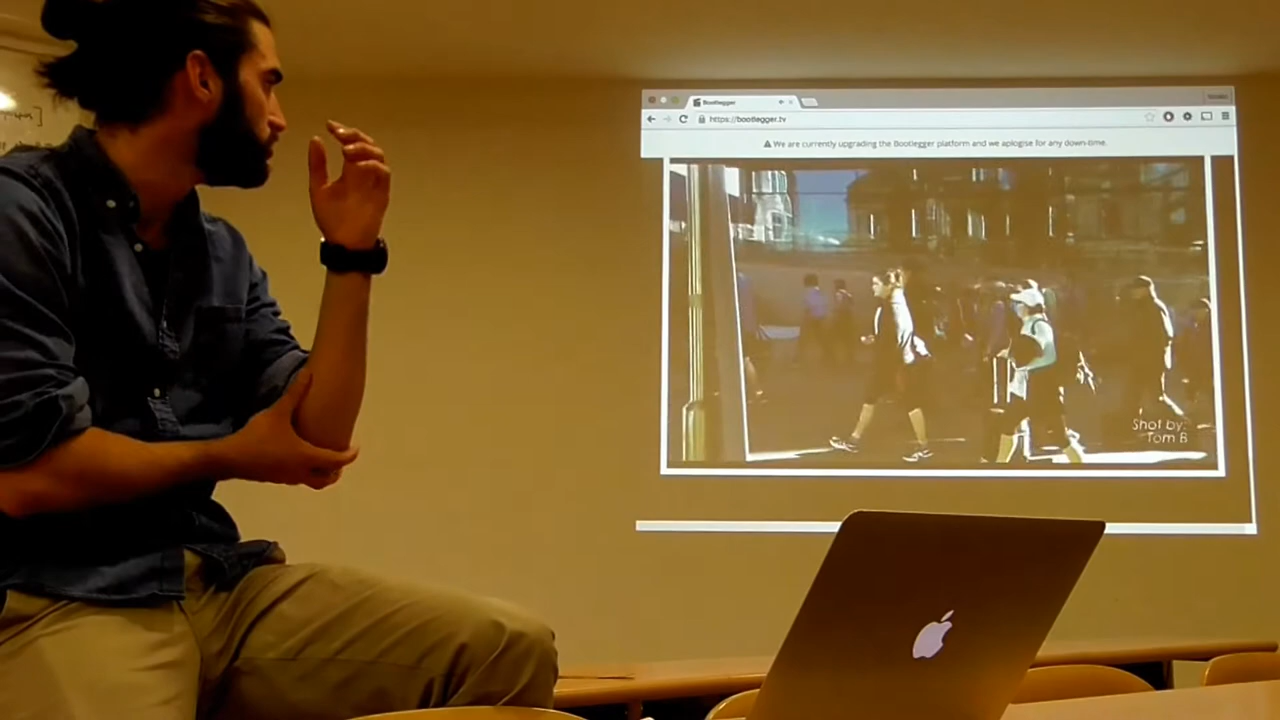 Bootlegger
https://bootlegger.tv
We are currently upgrading the Bootlegger platform and we aplogise for any down-time.
Shot by:
Tom B